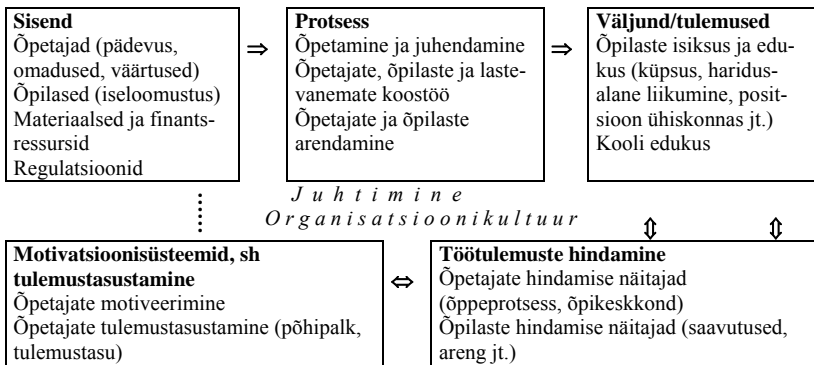 Sisend
Õpetajad (pädevus,
omadused, väärtused)
Õpilased (iseloomustus)
Materiaalsed ja finants-
ressursid
Regulatsioonid
⇒
Protsess
Õpetamine ja juhendamine
Õpetajate, õpilaste ja laste-
vanemate koostöö
Õpetajate ja õpilaste
arendamine
⇒
Väljund/tulemused
Õpilaste isiksus ja edu-
kus (küpsus, haridus-
alane liikumine, posit-
sioon ühiskonnas jt.)
Kooli edukus
Juhtimine
Organisatsioonikultuur
⇕ ⇕
Motivatsioonisüsteemid, sh
tulemustasustamine
Õpetajate motiveerimine
Õpetajate tulemustasustamine (põhipalk,
tulemustasu)
⇔
Töötulemuste hindamine
Õpetajate hindamise näitajad
(õppeprotsess, õpikeskkond)
Õpilaste hindamise näitajad (saavutused,
areng jt.)